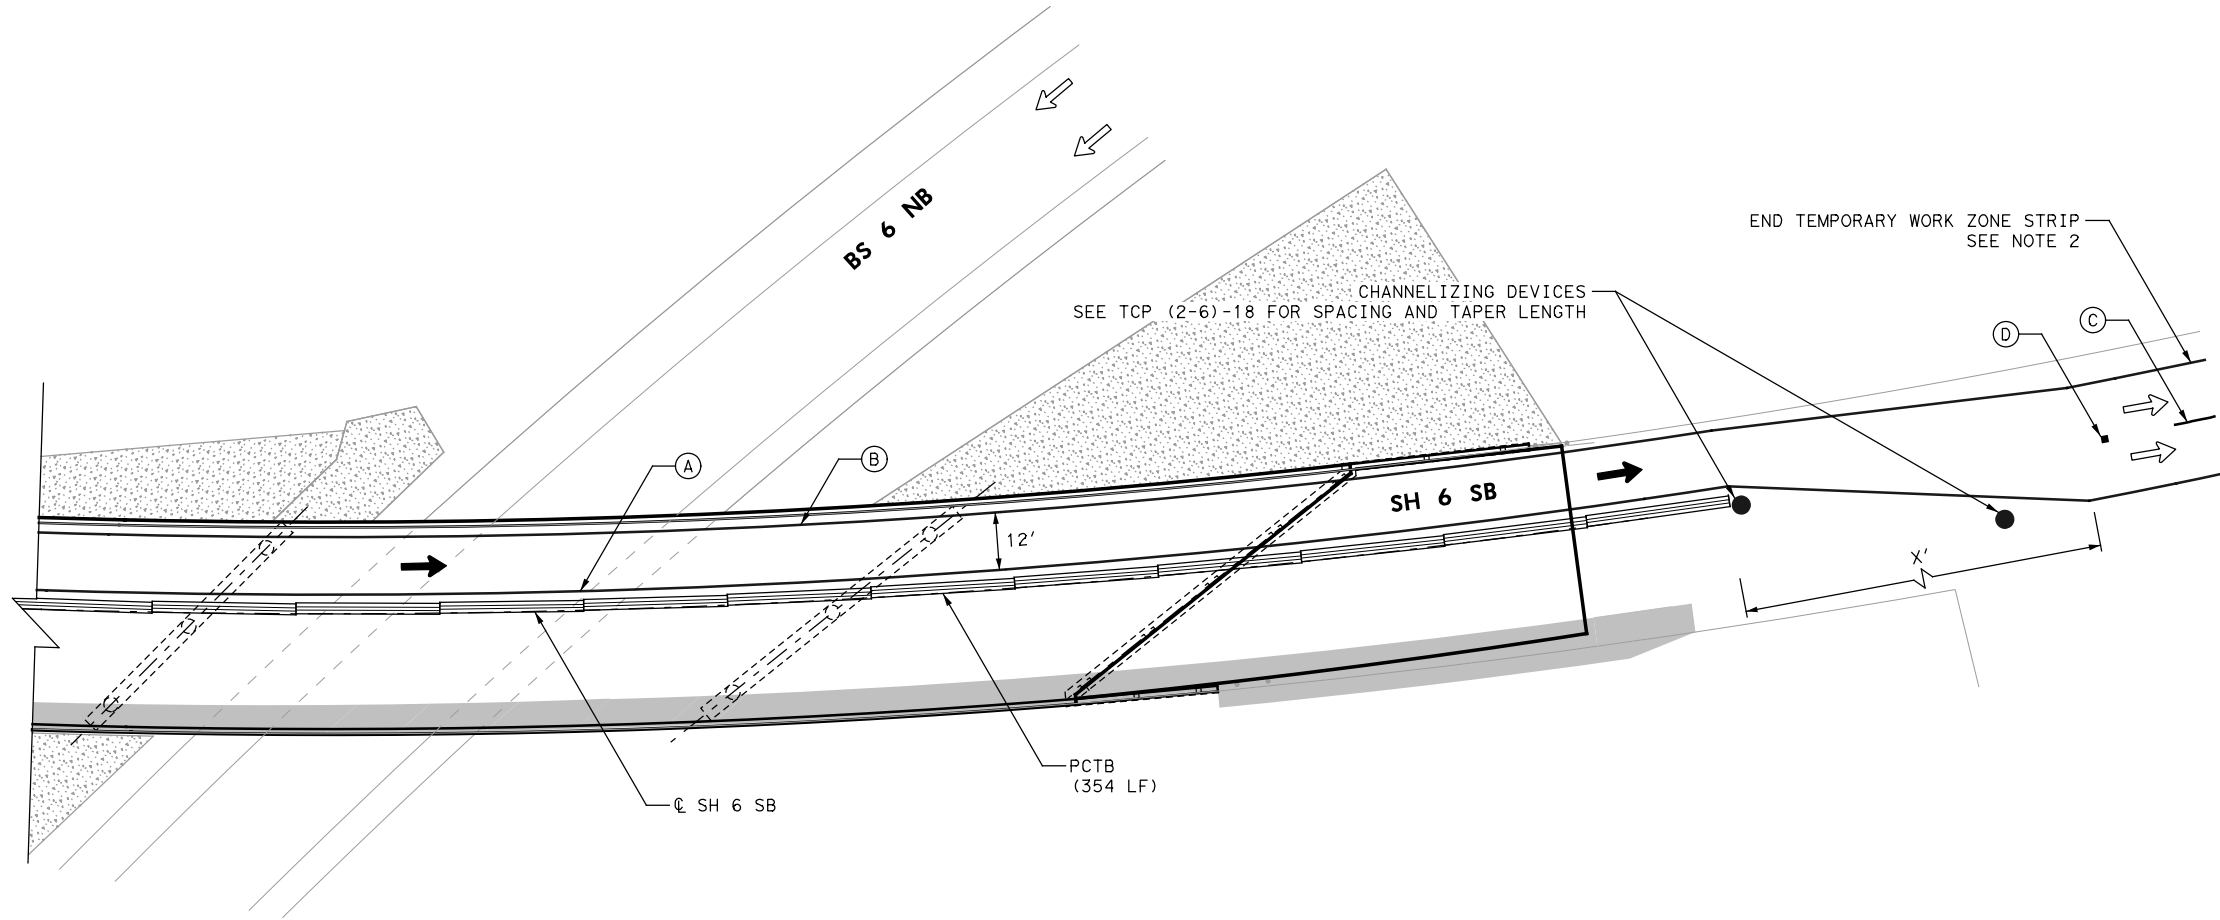 BS 6 NB
END TEMPORARY WORK ZONE STRIP
SEE NOTE 2
CHANNELIZING DEVICES
SEE TCP (2-6)-18 FOR SPACING AND TAPER LENGTH
D
C
A
B
SH 6 SB
12'
X'
PCTB
(354 LF)
℄ SH 6 SB